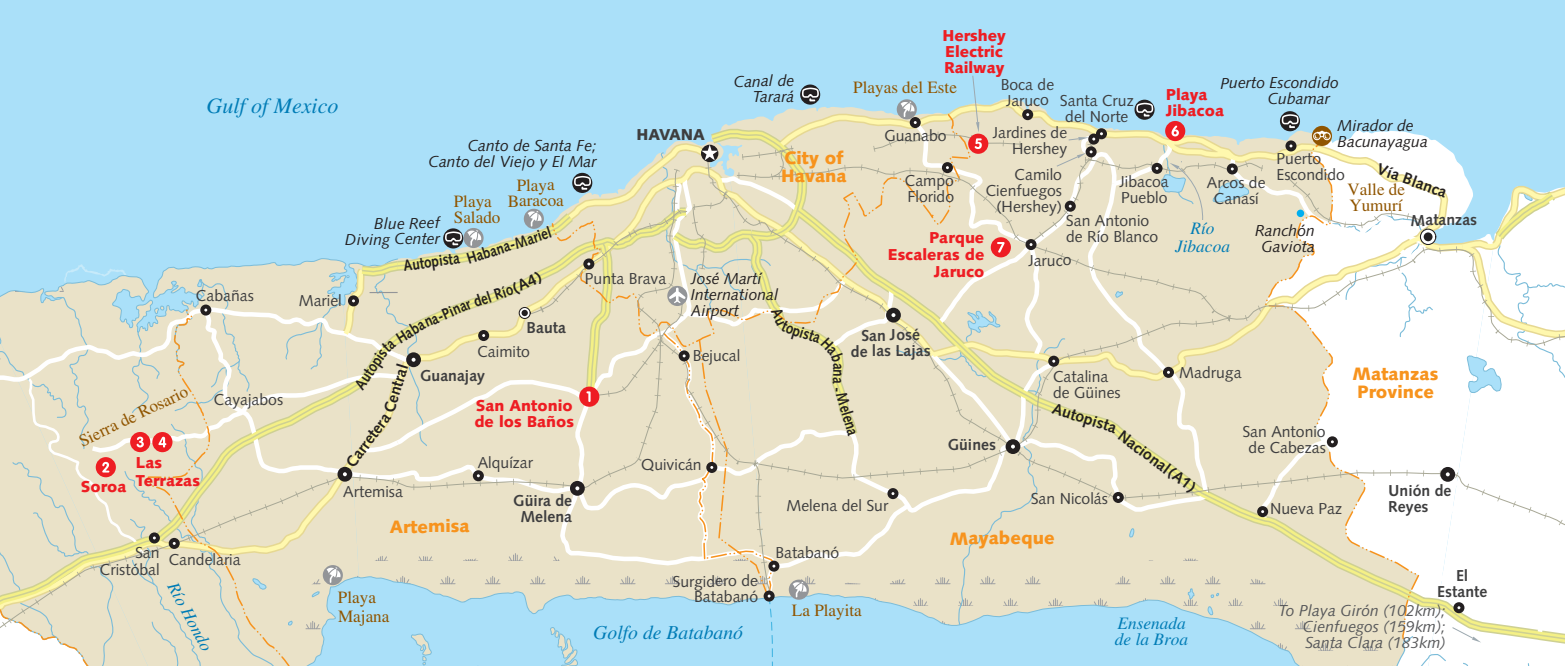 Hershey
Electric
Railway
Gulf of Mexico
Canal de
Tarará
Playas del Este
Boca de
Jaruco
Santa Cruz
del Norte
Playa
Jibacoa
6
Puerto Escondido
Cubamar
Mirador de
Bacunayagua
HAVANA
Guanabo
5
Jardines de
Hershey
Canto de Santa Fe;
Canto del Viejo y El Mar
City of
Havana
Campo
Florido
Camilo
Cienfuegos
(Hershey)
Jibacoa
Pueblo
Arcos de
Canasí
Puerto
Escondido
Vía Blanca
Valle de
Yumurí
Playa
Baracoa
Playa
Salado
Blue Reef
Diving Center
San Antonio
de Río Blanco
Río
Jibacoa
Ranchón
Gaviota
Matanzas
Autopista Habana-Mariel
Parque
Escaleras de
Jaruco
7
Jaruco
Punta Brava
José Martí
International
Airport
Cabañas
Mariel
Autopista Habana-Pinar del Río(A4)
Bauta
Caimito
Guanajay
Autopista Habana - Melena
San José
de las Lajas
Bejucal
Catalina
de Güines
Madruga
Matanzas
Province
Sierra de Rosario
Cayajabos
Carretera Central
San Antonio
de los Baños
1
Autopista Nacional(A1)
3 4
Las
Terrazas
2
Soroa
Artemisa
Alquízar
Quivicán
Güines
San Antonio
de Cabezas
Güira de
Melena
Melena del Sur
San Nicolás
Nueva Paz
Unión de
Reyes
Artemisa
Mayabeque
San
Cristóbal
Candelaria
Batabanó
Surgidero de
Batabanó
La Playita
El
Estante
Río Hondo
Playa
Majana
Golfo de Batabanó
Ensenada
de la Broa
To Playa Girón (102km);
Cienfuegos (159km);
Santa Clara (183km)